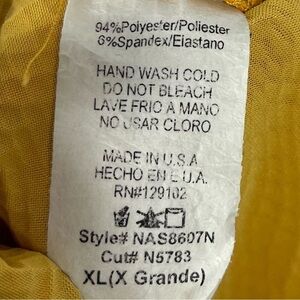 94%Polyester/Poliester
6%Spandex/Elastano
HAND WASH COLD
DO NOT BLEACH
LAVE FRIO A MANO
NO USAR CLORO
MADE IN U.S.A
HECHO EN E.U.A.
RN#129102
Style# NAS8607N
Cut# N5783
XL(X Grande)